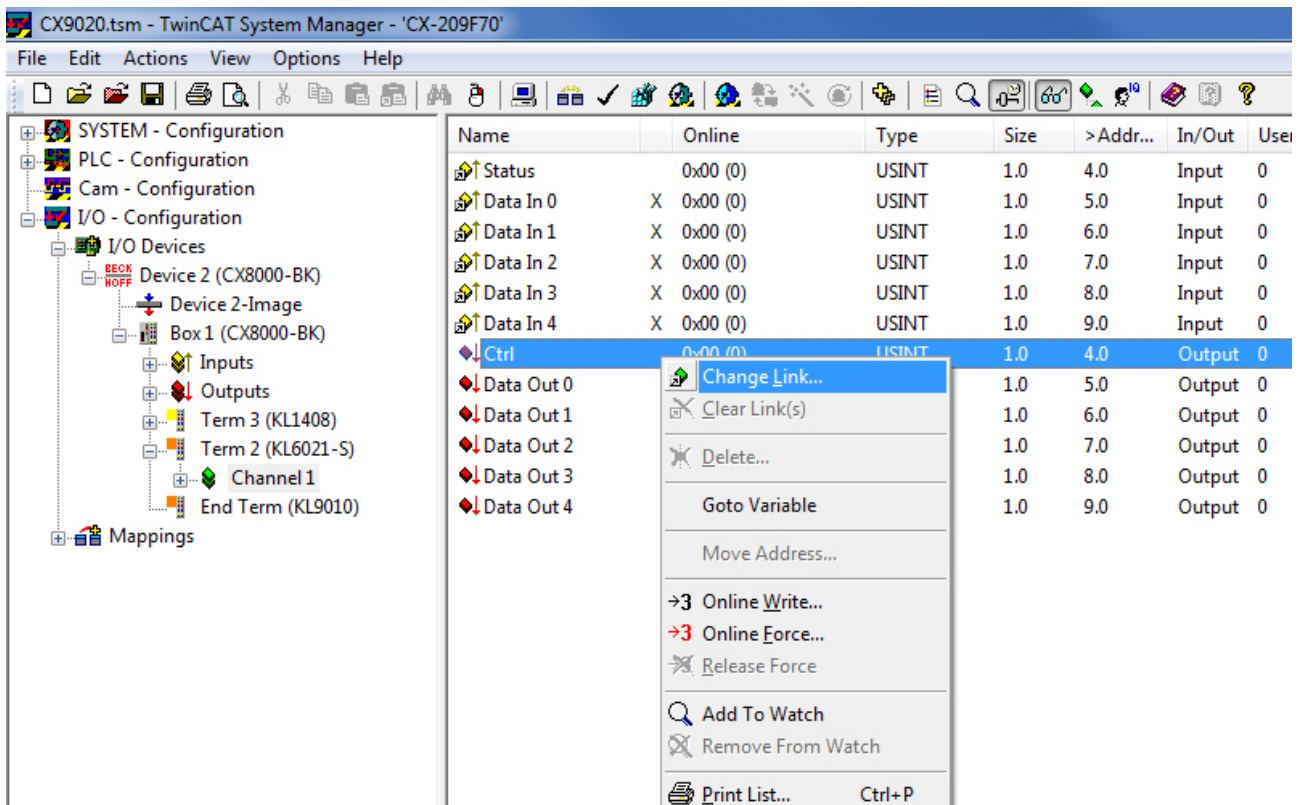 CX9020.tsm - TwinCAT System Manager - 'CX-209F70'
File Edit Actions View Options Help
SYSTEM - Configuration
PLC - Configuration
Cam - Configuration
I/O - Configuration
I/O Devices
BECK
HOFF
Device 2 (CX8000-BK)
Device 2-Image
Box 1 (CX8000-BK)
Inputs
Outputs
Term 3 (KL1408)
Term 2 (KL6021-S)
Channel 1
End Term (KL9010)
Mappings
Name Online Type Size >Addr... In/Out User
Status 0x00 (0) USINT 1.0 4.0 Input 0
Data In 0 X 0x00 (0) USINT 1.0 5.0 Input 0
Data In 1 X 0x00 (0) USINT 1.0 6.0 Input 0
Data In 2 X 0x00 (0) USINT 1.0 7.0 Input 0
Data In 3 X 0x00 (0) USINT 1.0 8.0 Input 0
Data In 4 X 0x00 (0) USINT 1.0 9.0 Input 0
Ctrl 0x00 (0) USINT 1.0 4.0 Output 0
Data Out 0 1.0 5.0 Output 0
Data Out 1 1.0 6.0 Output 0
Data Out 2 1.0 7.0 Output 0
Data Out 3 1.0 8.0 Output 0
Data Out 4 1.0 9.0 Output 0
Change Link...
Clear Link(s)
Delete...
Goto Variable
Move Address...
→3 Online Write...
→3 Online Force...
Release Force
Add To Watch
Remove From Watch
Print List... Ctrl+P